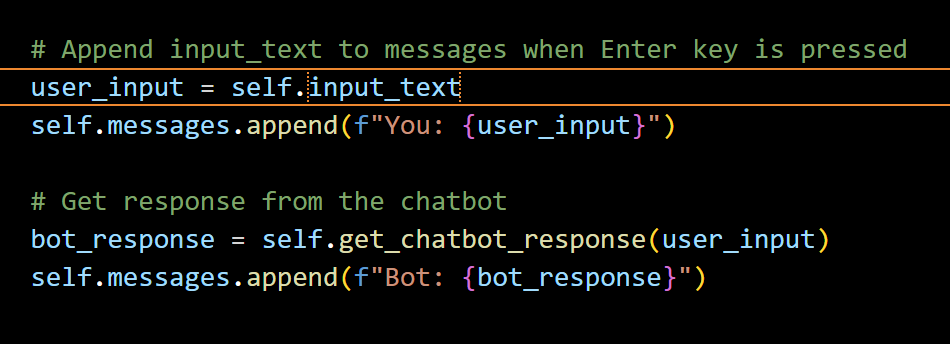 # Append input_text to messages when Enter key is pressed
user_input = self.input_text
self.messages.append(f"You: {user_input}")
# Get response from the chatbot
bot_response = self.get_chatbot_response(user_input)
self.messages.append(f"Bot: {bot_response}")